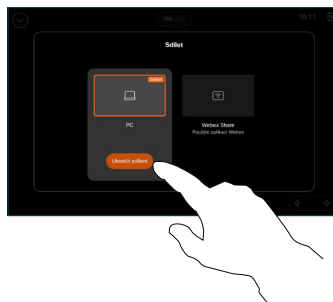 10:11
Sdílet
Sdílení
PC
Webex Share
Použijte aplikaci Webex
Ukončit sdílení